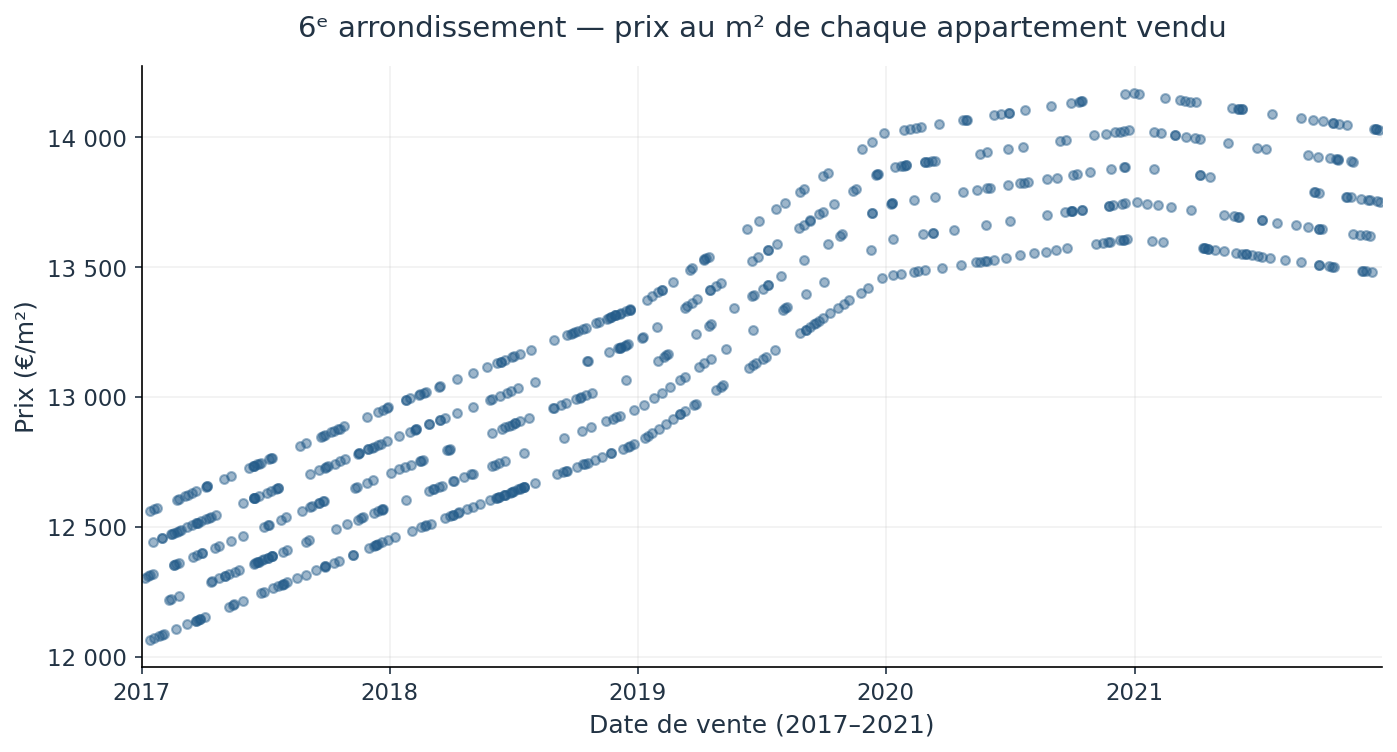 6ᵉ arrondissement — prix au m² de chaque appartement vendu
Prix (€/m²)
14 000
13 500
13 000
12 500
12 000
2017 2018 2019 2020 2021
Date de vente (2017–2021)